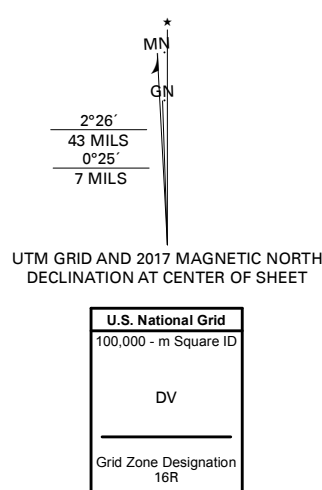 MN
GN
2°26´
43 MILS
0°25´
7 MILS
UTM GRID AND 2017 MAGNETIC NORTH
DECLINATION AT CENTER OF SHEET
U.S. National Grid
100,000 - m Square ID
DV
Grid Zone Designation
16R